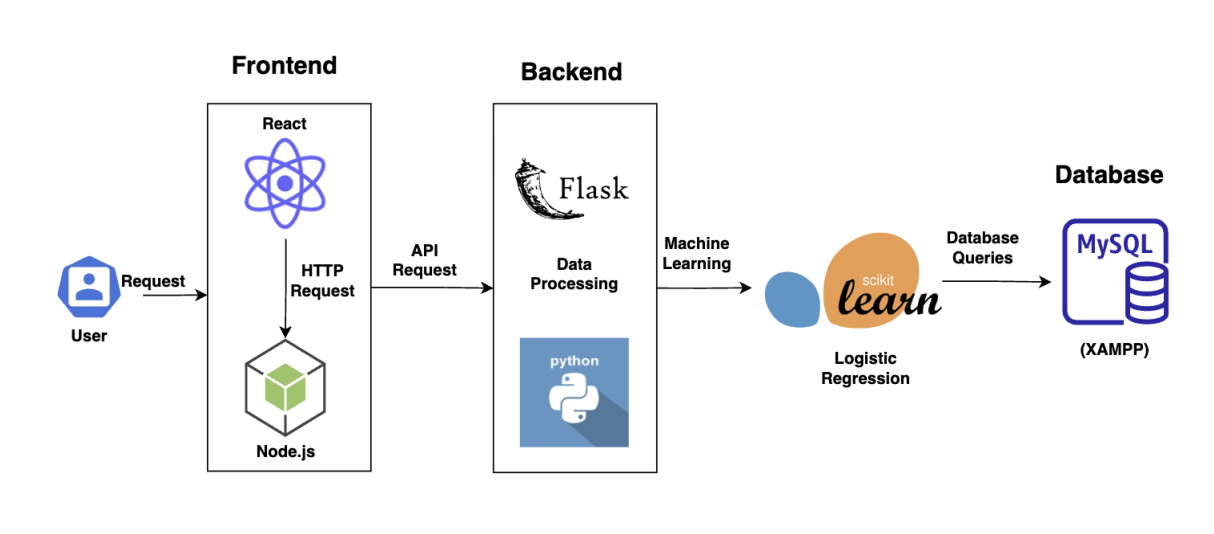 Frontend
Backend
Database
React
HTTP
Request
Node.js
User
Request
API
Request
Flask
Data
Processing
python
Machine
Learning
scikit
learn
Logistic
Regression
Database
Queries
MySQL
(XAMPP)